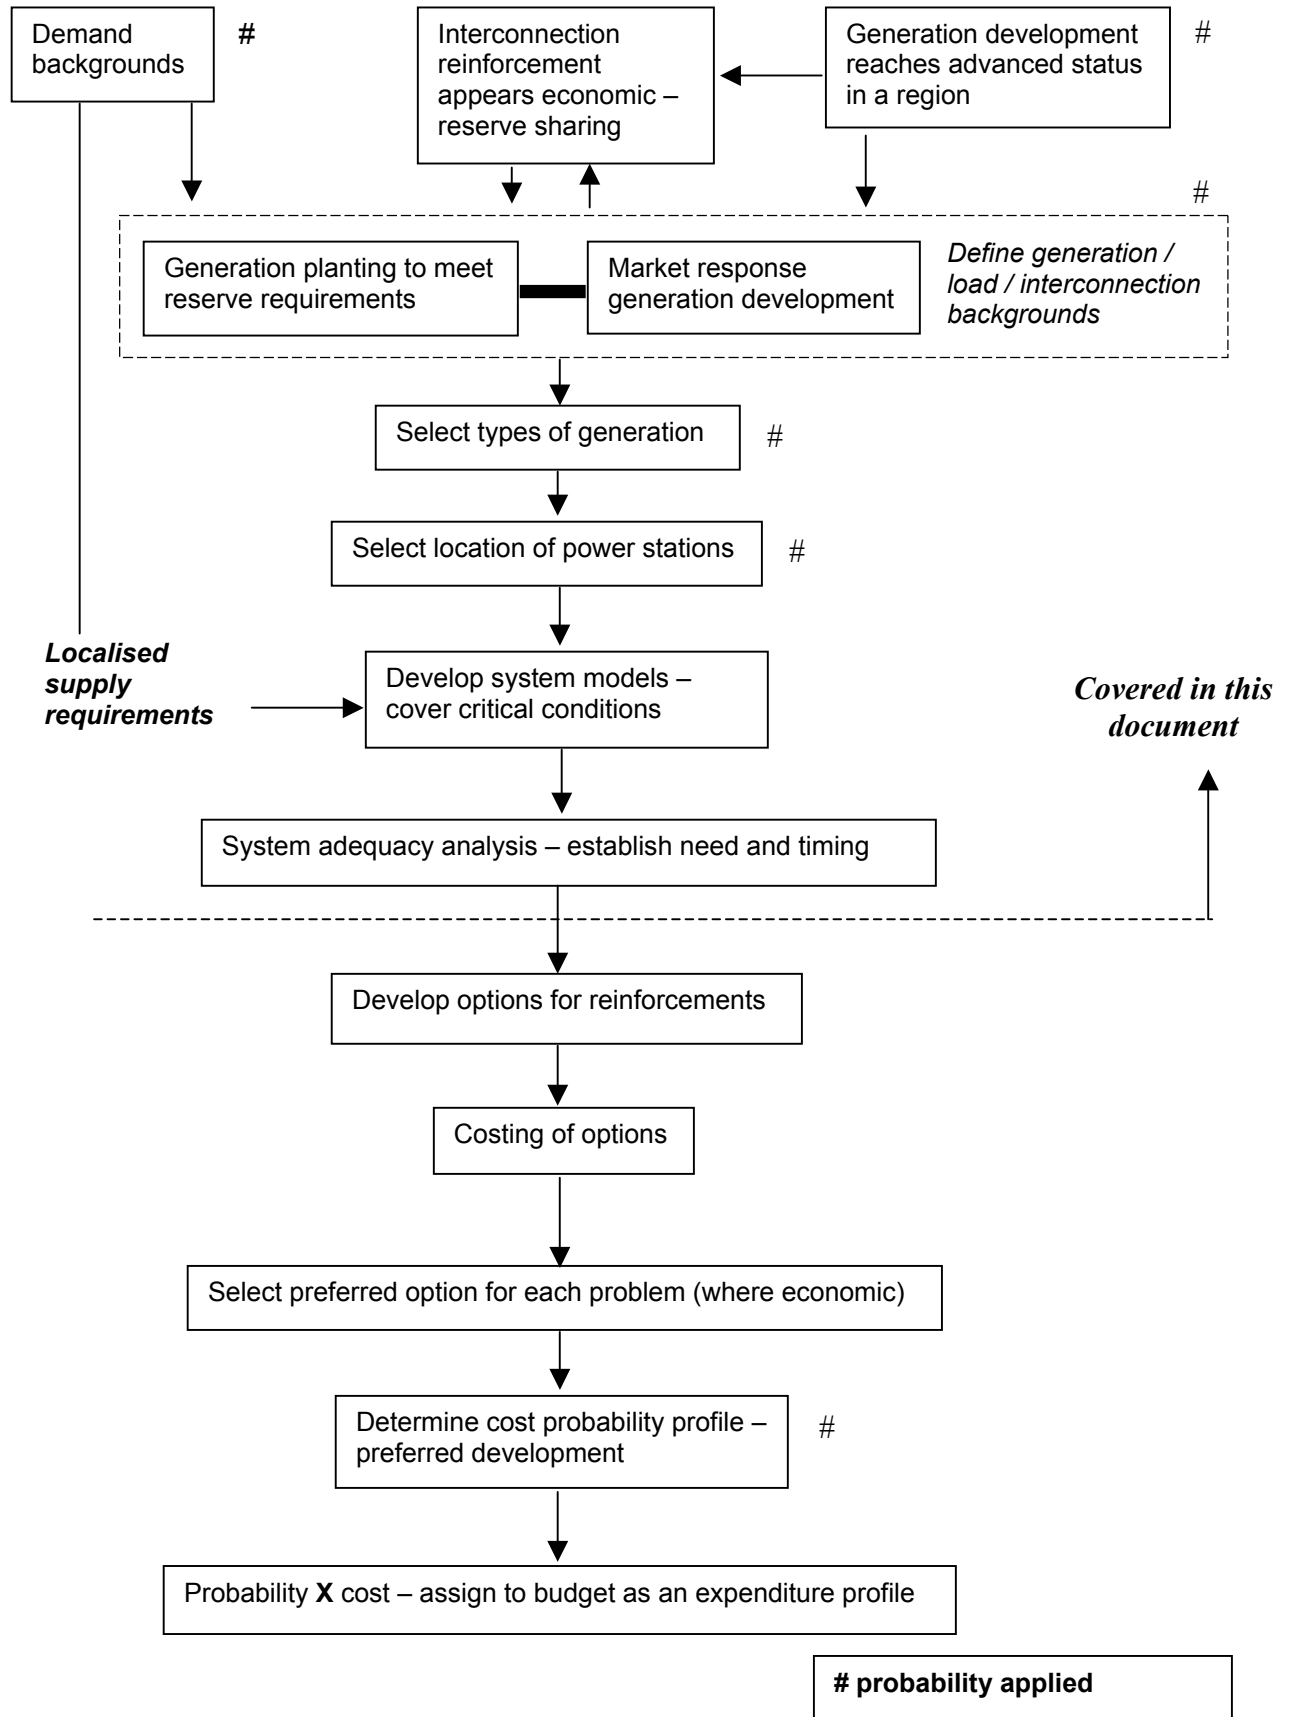 Demand
backgrounds
#
Interconnection
reinforcement
appears economic –
reserve sharing
Generation development
reaches advanced status
in a region
#
#
Generation planting to meet
reserve requirements
Market response
generation development
Define generation /
load / interconnection
backgrounds
Select types of generation
#
Select location of power stations
#
Localised
supply
requirements
Develop system models –
cover critical conditions
Covered in this
document
System adequacy analysis – establish need and timing
Develop options for reinforcements
Costing of options
Select preferred option for each problem (where economic)
Determine cost probability profile –
preferred development
#
Probability X cost – assign to budget as an expenditure profile
# probability applied